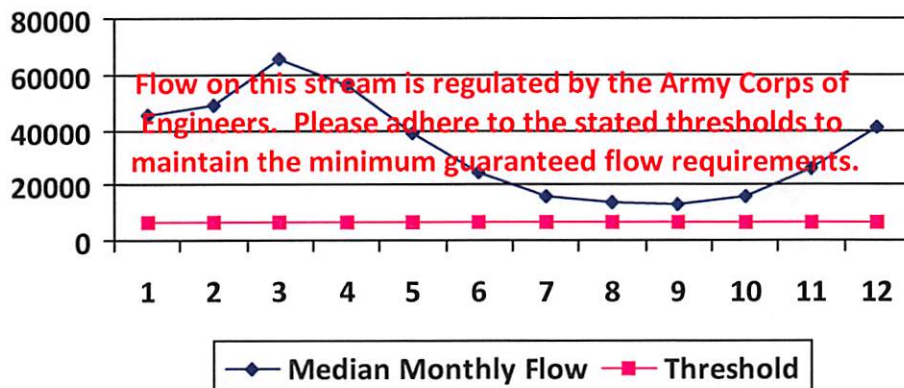 80000
60000
40000
20000
0
Flow on this stream is regulated by the Army Corps of
Engineers. Please adhere to the stated thresholds to
maintain the minimum guaranteed flow requirements.
1 2 3 4 5 6 7 8 9 10 11 12
Median Monthly Flow Threshold